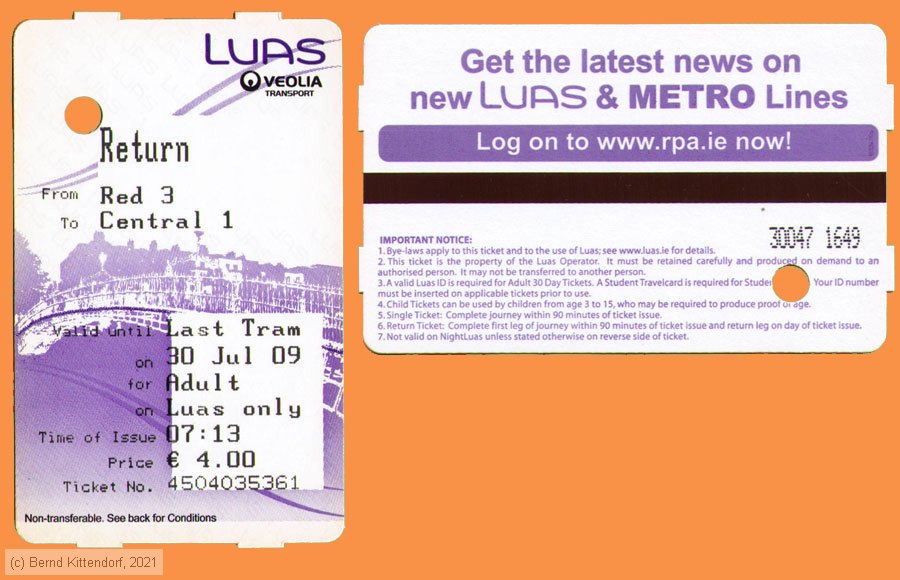 LUAS
VEOLIA
TRANSPORT
Return
From Red 3
To Central 1
Valid until Last Tram
on 30 Jul 09
for Adult
on Luas only
Time of Issue 07:13
Price € 4.00
Ticket No. 4504035361
Non-transferable. See back for Conditions
Get the latest news on
new LUAS & METRO Lines
Log on to www.rpa.ie now!
30047 1649
IMPORTANT NOTICE:
1. Bye-laws apply to this ticket and to the use of Luas; see www.luas.ie for details.
2. This ticket is the property of the Luas Operator. It must be retained carefully and produced on demand to an
authorised person. It may not be transferred to another person.
3. A valid Luas ID is required for Adult 30 Day Tickets. A Student Travelcard is required for Your ID number
must be inserted on applicable tickets prior to use.
4. Child Tickets can be used by children from age 3 to 15, who may be required to produce proof of age.
5. Single Ticket: Complete journey within 90 minutes of ticket issue.
6. Return Ticket: Complete first leg of journey within 90 minutes of ticket issue and return leg on day of ticket issue.
7. Not valid on NightLuas unless stated otherwise on reverse side of ticket.
(c) Bernd Kittendorf, 2021